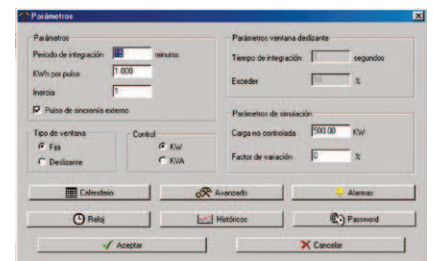 Parámetros
Parámetros
Periodo de integración 15 minutos
KWh por pulso 1.000
Inercia 1
Pulso de sincronía externo
Tipo de ventana
Fija
Deslizante
Control
KW
KVA
Parámetros ventana deslizante
Tiempo de integración segundos
Exceder %
Parámetros de simulación
Carga no controlada 500.00 KW
Factor de variación 0 %
Calendario
Avanzado
Alarmas
Reloj
Históricos
Password
Aceptar
Cancelar